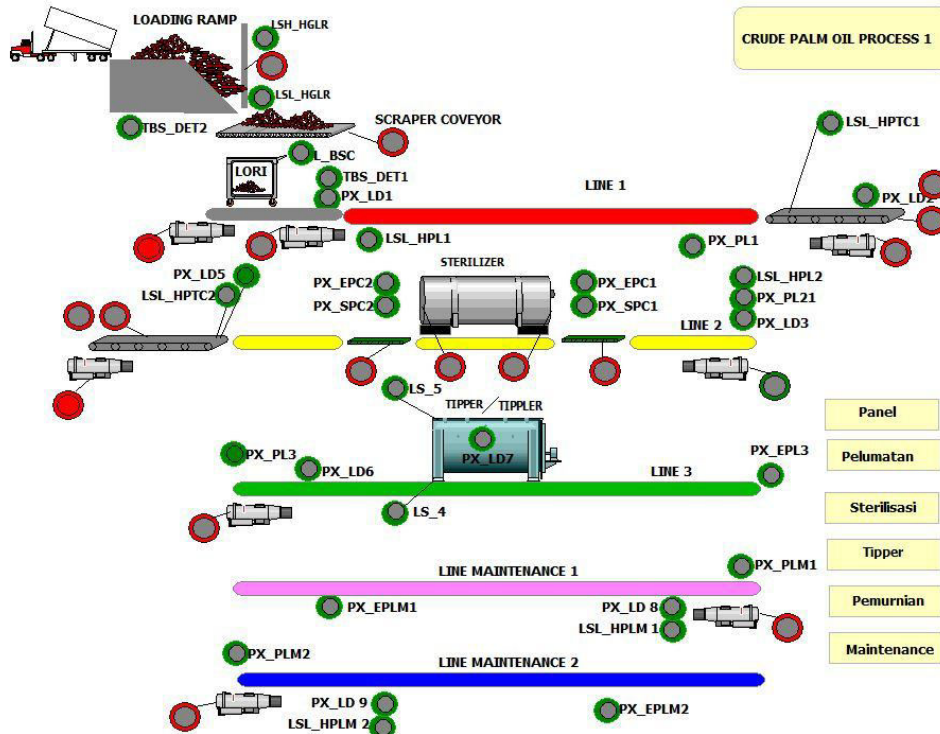 LOADING RAMP
LSH_HGLR
CRUDE PALM OIL PROCESS 1
LSL_HGLR
TBS_DET2
SCRAPER COVEYOR
LSL_HPTC1
L_BSC
LORI
TBS_DET1
LINE 1
PX_LD1
PX_LD2
LSL_HPL1
PX_PL1
STERILIZER
PX_LD5
PX_EPC2
PX_EPC1
LSL_HPL2
LSL_HPTC2
PX_SPC2
PX_SPC1
PX_PL21
LINE 2
PX_LD3
LS_5
TIPPER
TIPPLER
Panel
PX_PL3
PX_LD6
PX_LD7
PX_EPL3
Pelumatan
LINE 3
LS_4
Sterilisasi
Tipper
LINE MAINTENANCE 1
PX_PLM1
PX_EPLM1
PX_LD 8
Pemurnian
LSL_HPLM 1
PX_PLM2
LINE MAINTENANCE 2
Maintenance
PX_LD 9
PX_EPLM2
LSL_HPLM 2